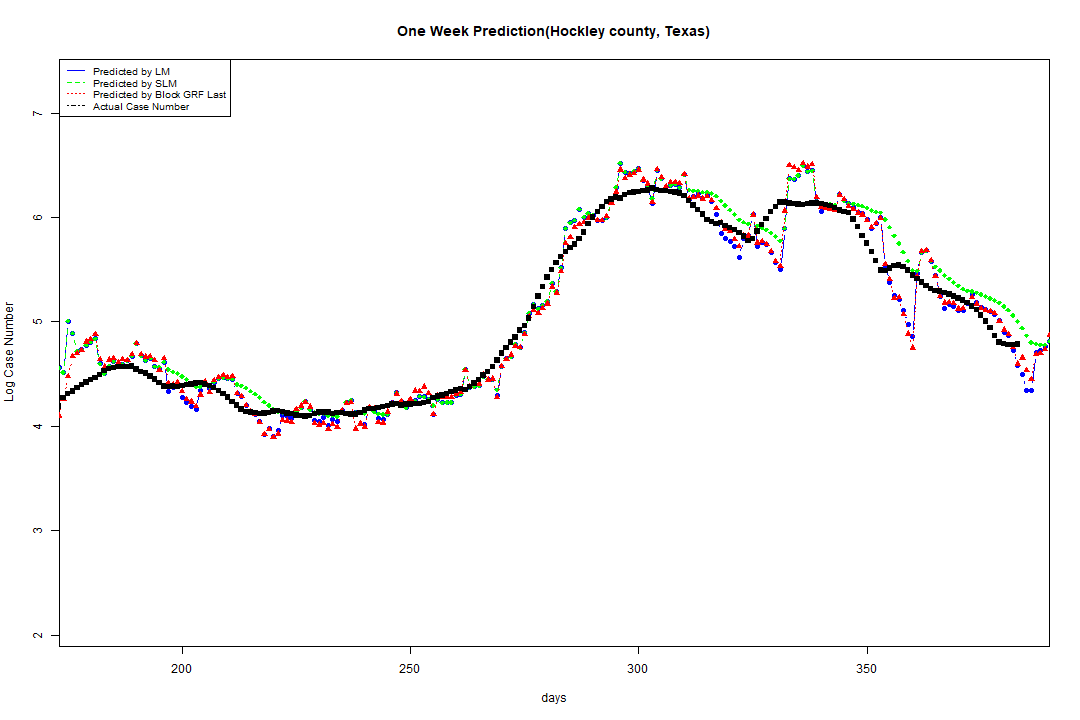 One Week Prediction(Hockley county, Texas)
Predicted by LM
Predicted by SLM
Predicted by Block GRF Last
Actual Case Number
7
6
5
4
3
2
Log Case Number
200 250 300 350
days